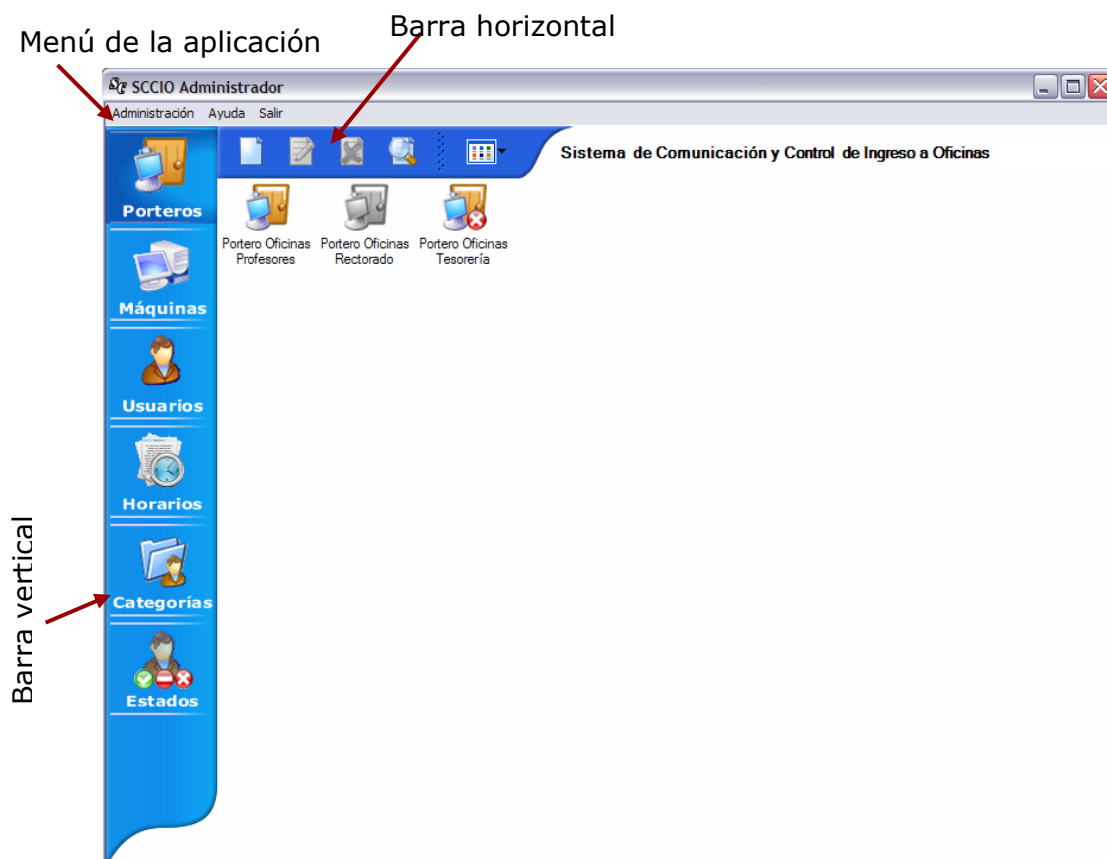 Barra horizontal
Menú de la aplicación
SCCIO Administrador
Administración Ayuda Salir
Sistema de Comunicación y Control de Ingreso a Oficinas
Porteros
Portero Oficinas
Profesores
Portero Oficinas
Rectorado
Portero Oficinas
Tesorería
Máquinas
Usuarios
Horarios
Barra vertical
Categorías
Estados